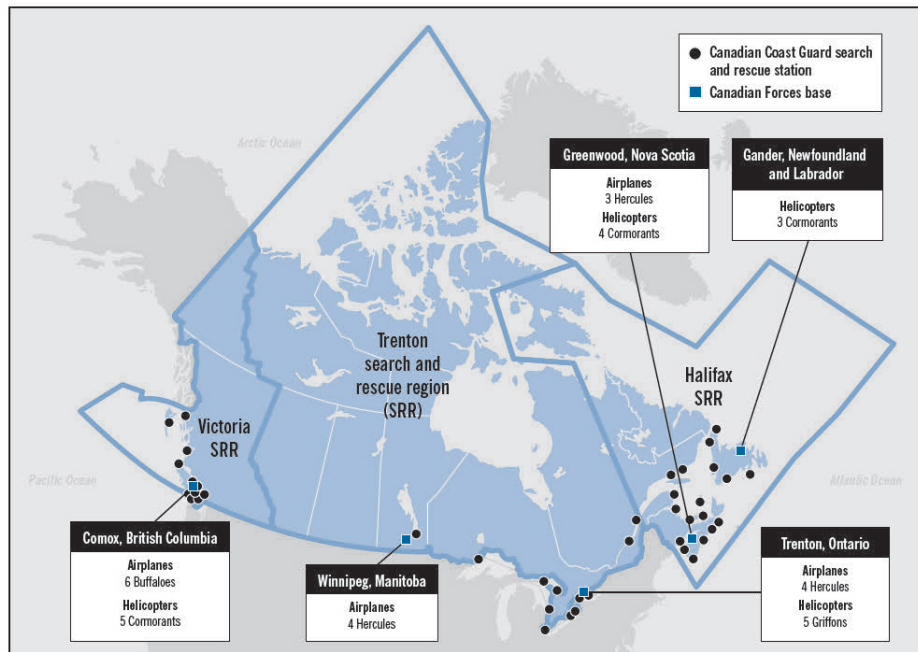 Canadian Coast Guard search
and rescue station
Canadian Forces base
Arctic Ocean
Greenwood, Nova Scotia
Airplanes
3 Hercules
Helicopters
4 Cormorants
Gander, Newfoundland
and Labrador
Helicopters
3 Cormorants
Trenton
search and
rescue region
(SRR)
Halifax
SRR
Victoria
SRR
Pacific Ocean
Atlantic Ocean
Comox, British Columbia
Airplanes
6 Buffaloes
Helicopters
5 Cormorants
Winnipeg, Manitoba
Airplanes
4 Hercules
Trenton, Ontario
Airplanes
4 Hercules
Helicopters
5 Griffons